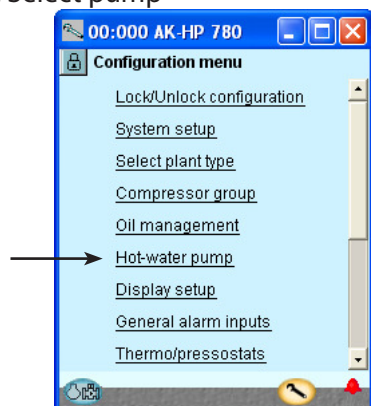 Select pump
00:000 AK-HP 780
Configuration menu
Lock/Unlock configuration
System setup
Select plant type
Compressor group
Oil management
Hot-water pump
Display setup
General alarm inputs
Thermo/pressostats